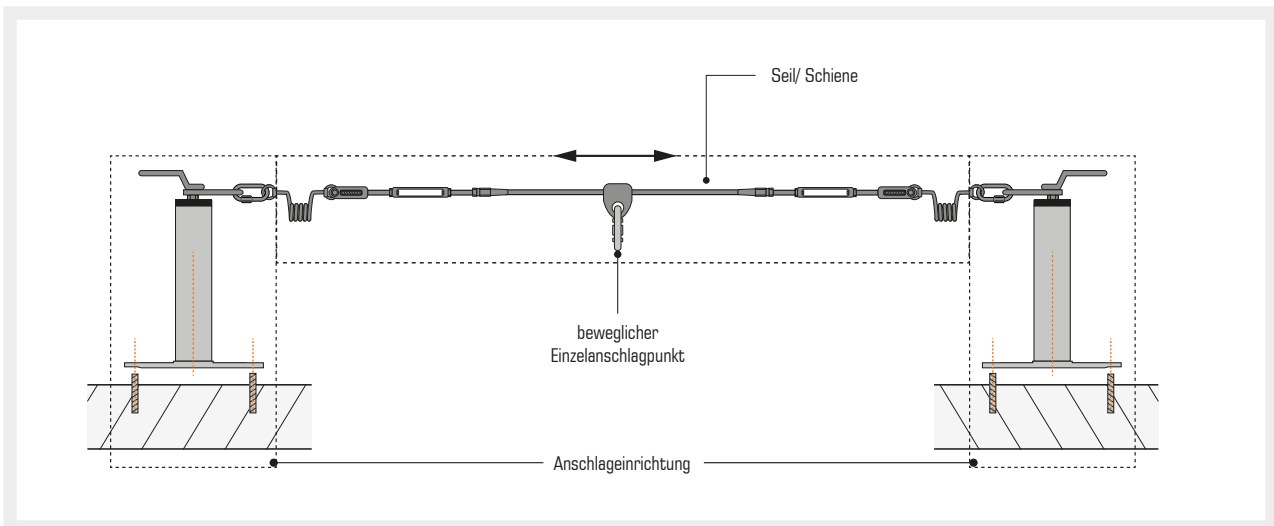 Seil/ Schiene
beweglicher
Einzelanschlagpunkt
Anschlageinrichtung